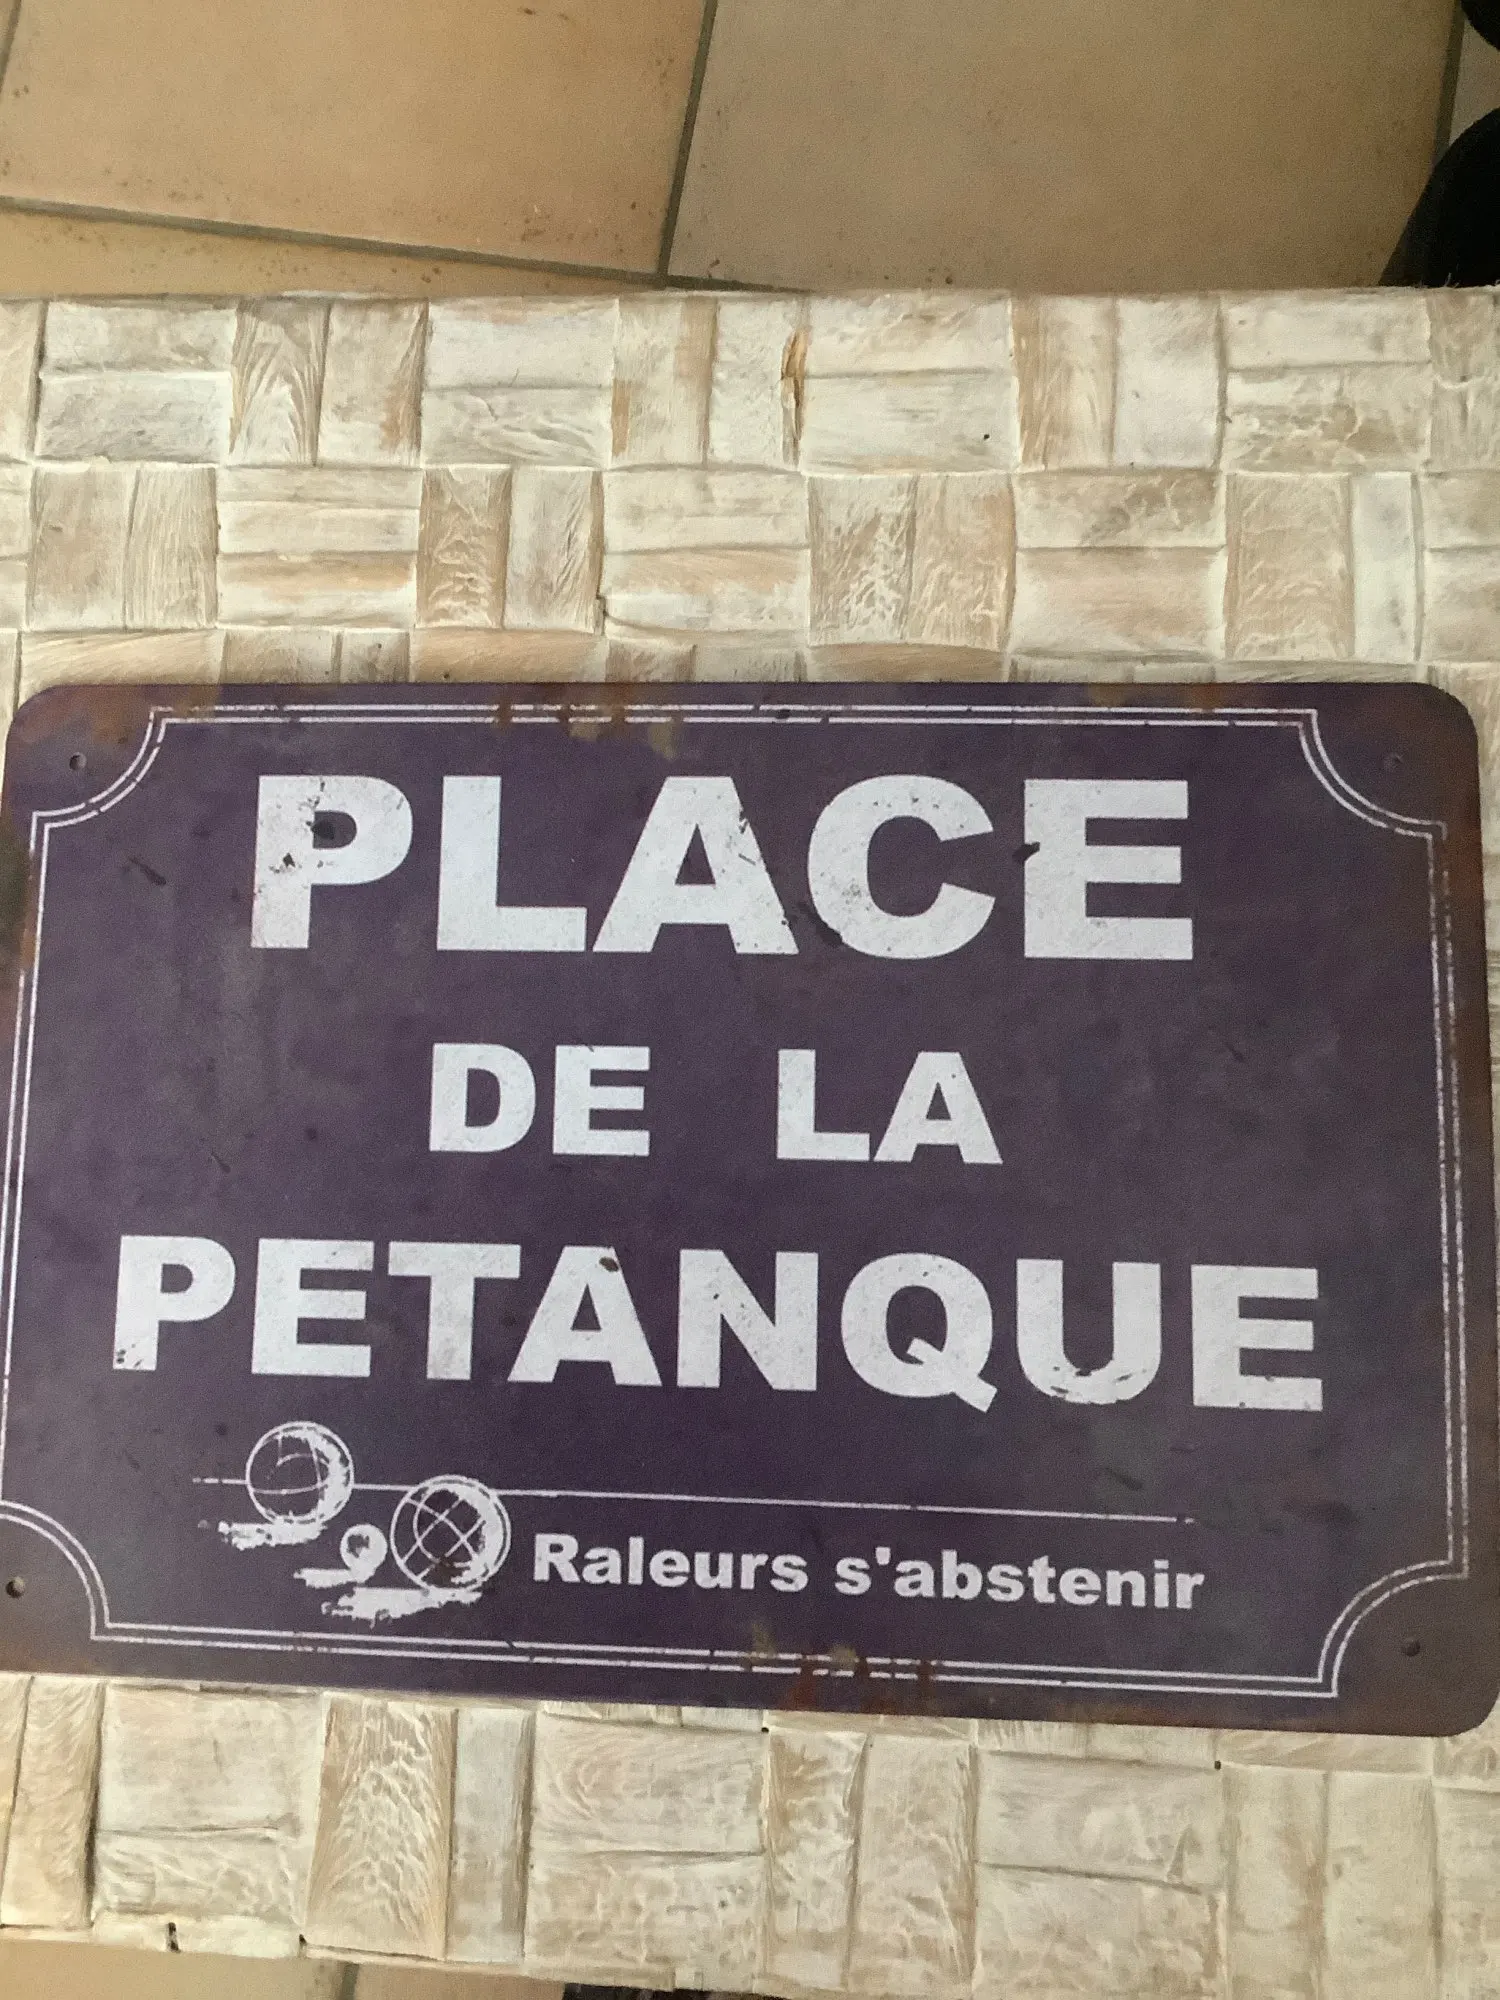 PLACE
DE LA
PETANQUE
Raleurs s'abstenir